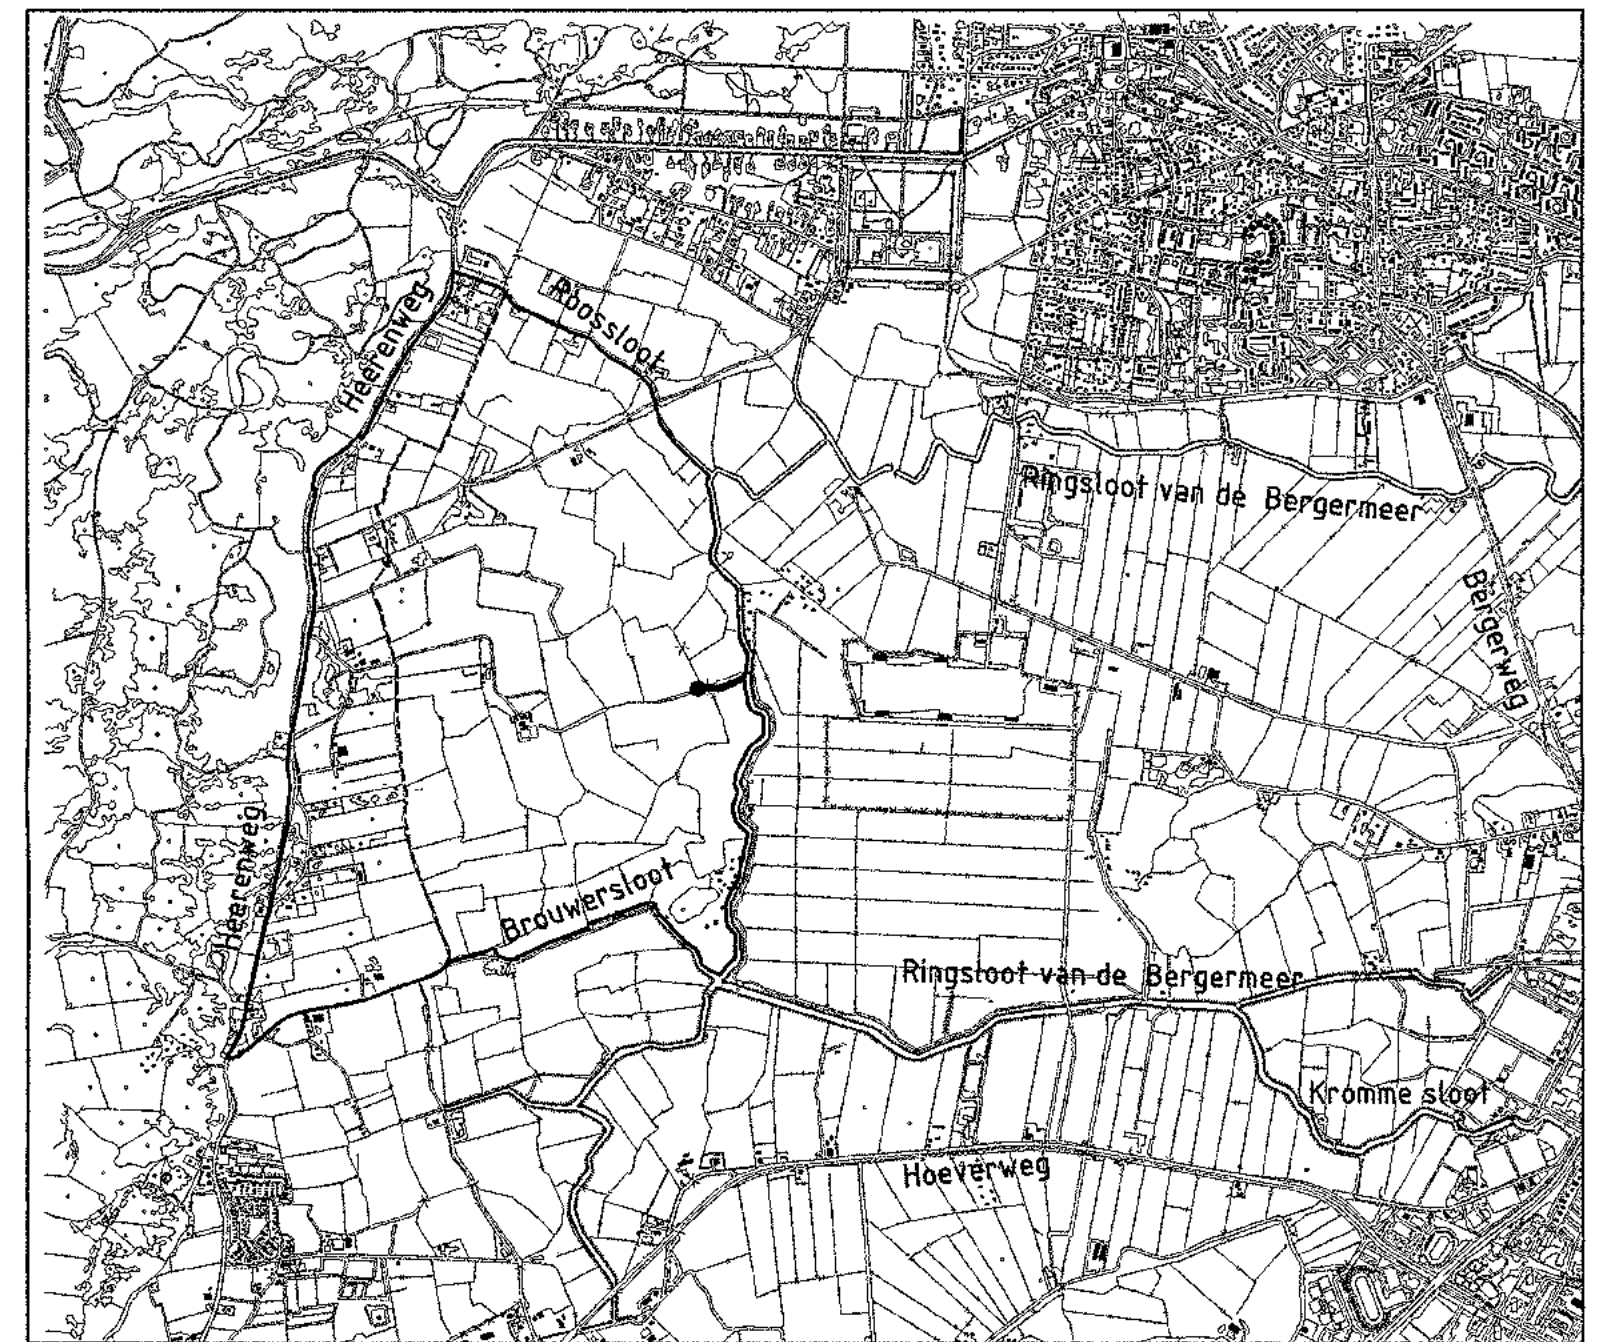 Heerenweg
Roossloot
Ringsloot van de Bergermeer
Bergerweg
Heerenweg
Brouwersloot
Ringsloot van de Bergermeer
Kromme sloot
Hoeverweg